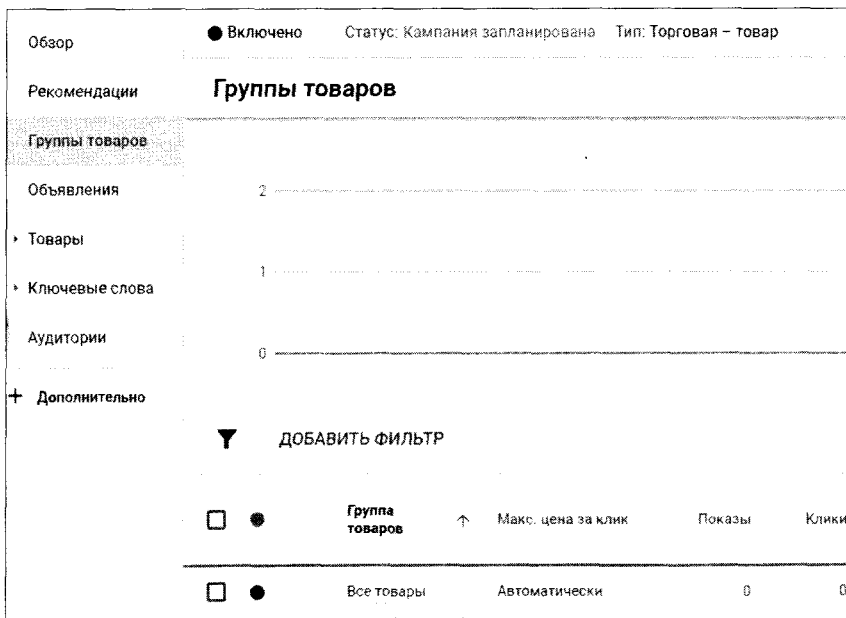 Обзор
Рекомендации
Группы товаров
Объявления
Товары
Ключевые слова
Аудитории
+ Дополнительно
Включено Статус: Кампания запланирована Тип: Торговая – товар
Группы товаров
2
1
0
ДОБАВИТЬ ФИЛЬТР
Группа товаров ↑ Макс. цена за клик Показы Клики
Все товары Автоматически 0 0